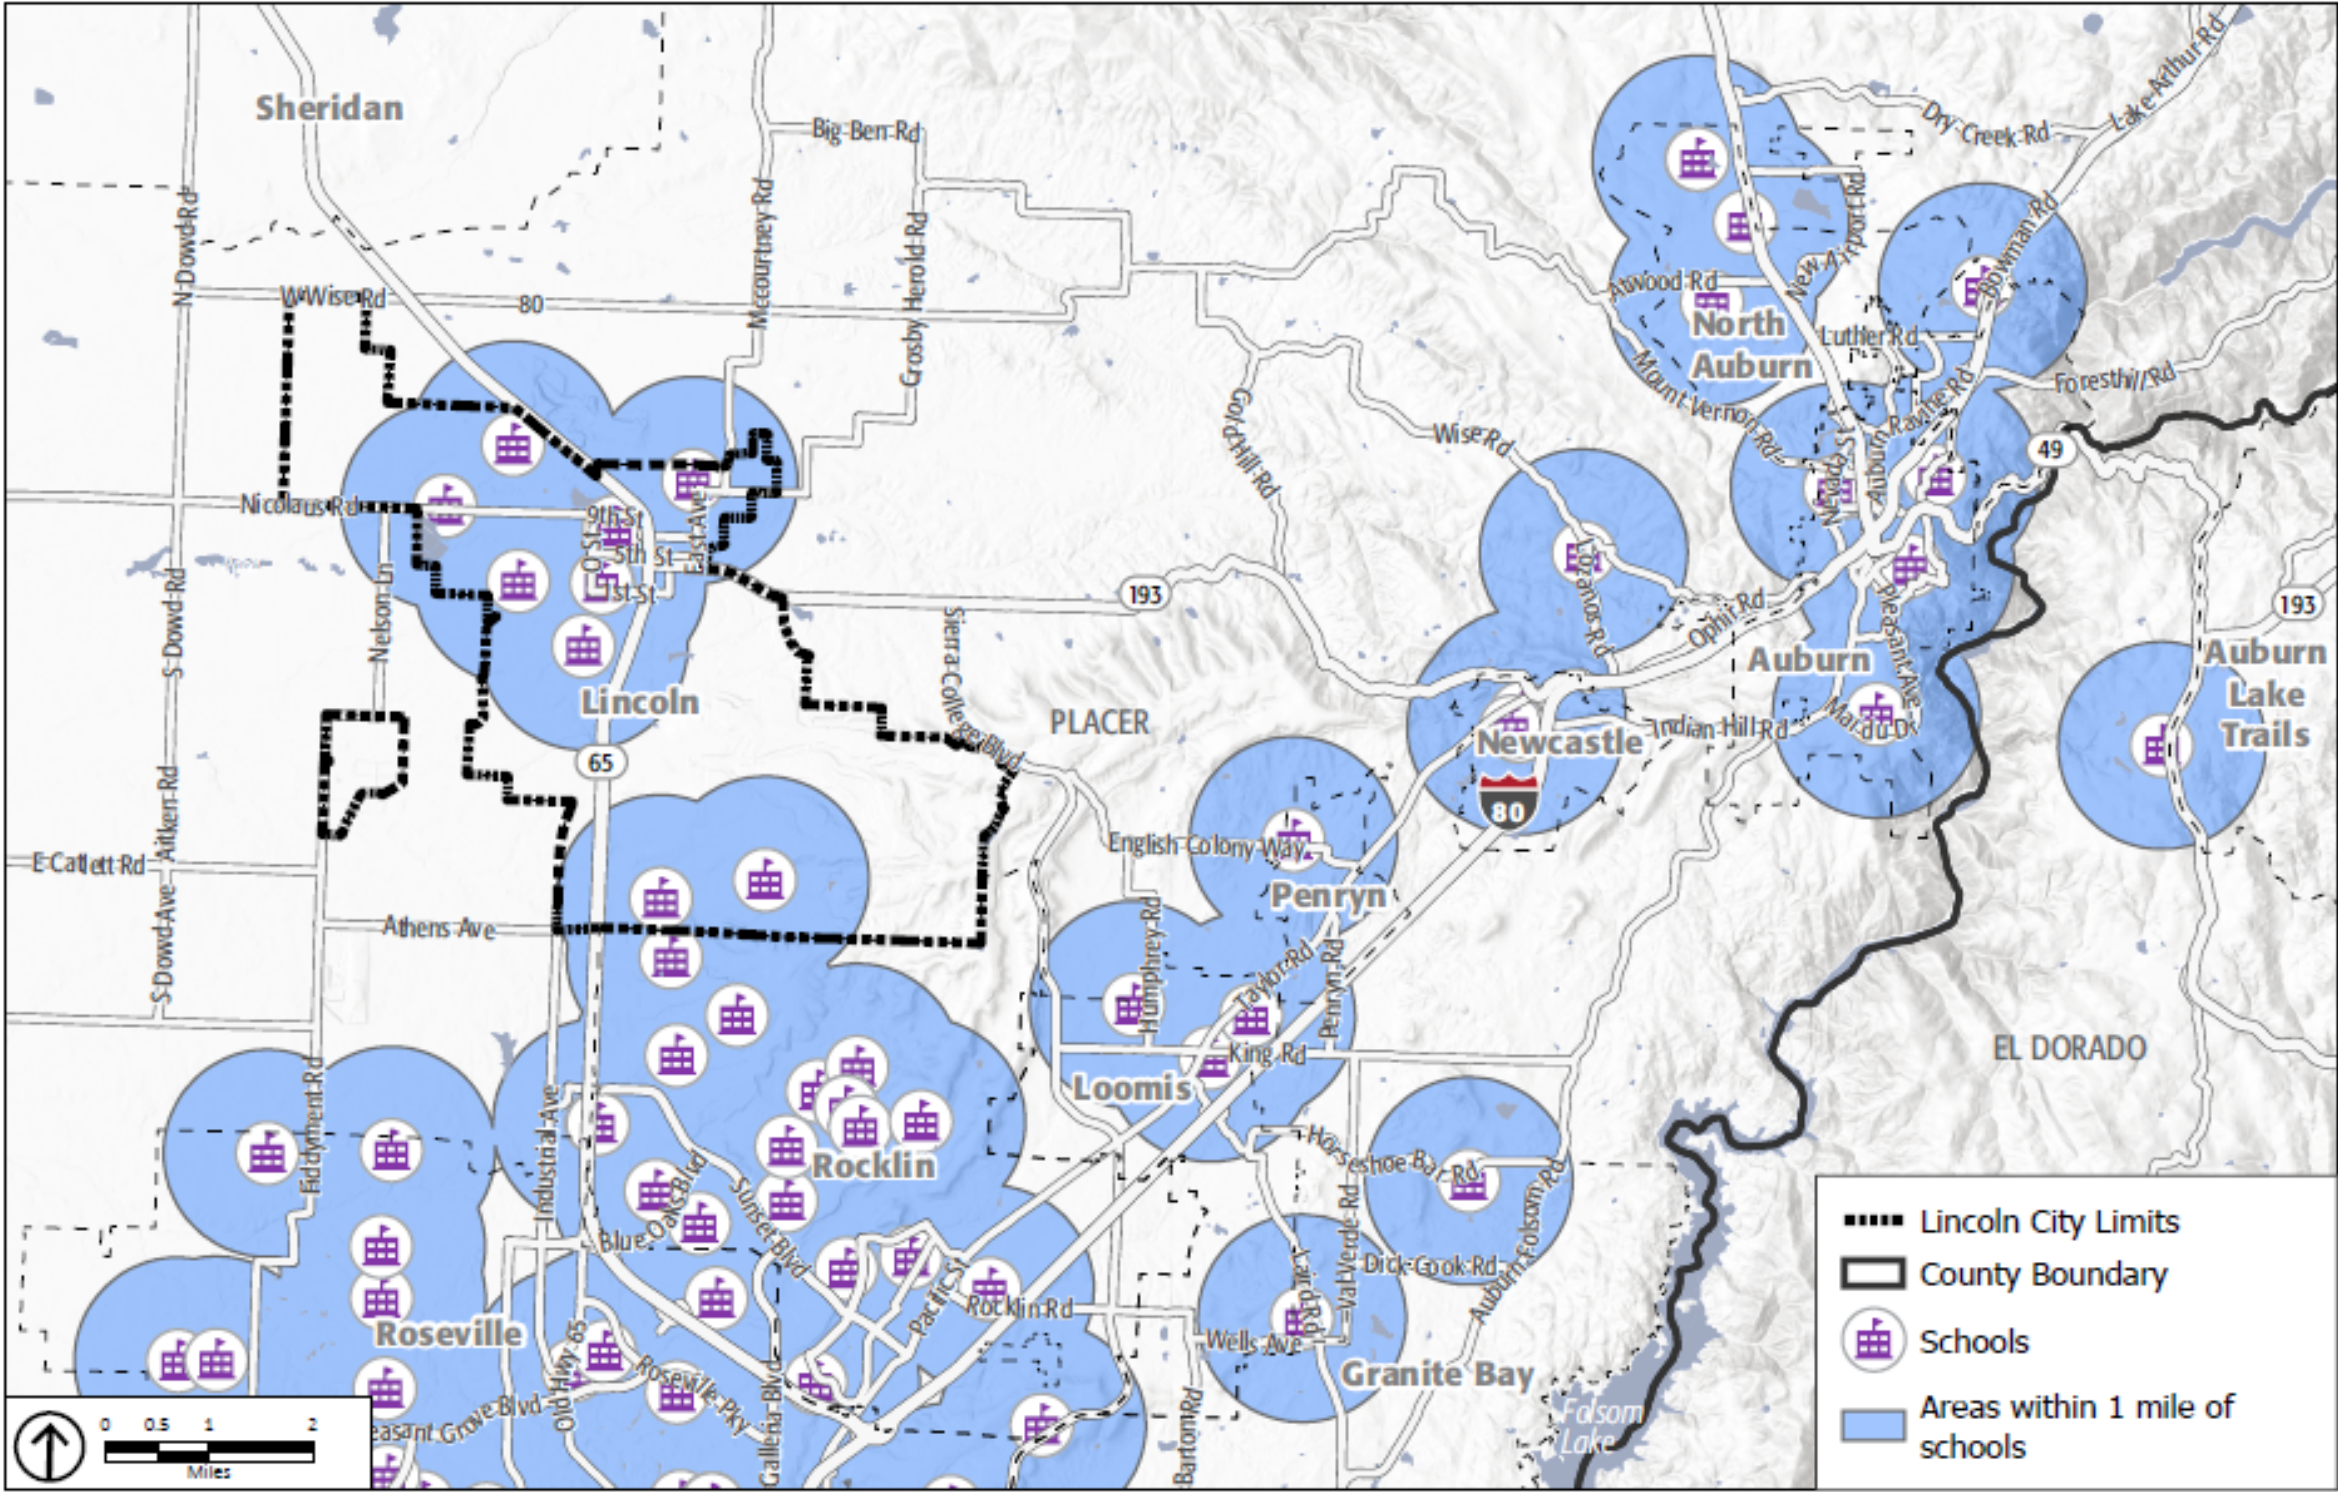 Sheridan
Big Ben Rd
Dry Creek Rd
Lake Arthur Rd
N Dowd Rd
Mccourtney Rd
Crosby Herold Rd
New Airport Rd
Bowman Rd
W Wise Rd
80
Atwood Rd
North
Auburn
Luther Rd
Mount Vernon Rd
Foresthill Rd
Gold Hill Rd
Wise Rd
Auburn Ravine Rd
Nevada St
49
Nicolaus Rd
9th St
O St
5th St
East Ave
1st St
Nelson Ln
S Dowd Rd
193
Sierra College Blvd
Lozanos Rd
Ophir Rd
Pleasant Ave
193
Auburn
Auburn
Lake
Trails
Lincoln
PLACER
Newcastle
Indian Hill Rd
Maidu Dr
65
80
Aitken Rd
E Catlett Rd
English Colony Way
Penryn
S Dowd Ave
Athens Ave
Humphrey Rd
Taylor Rd
Penryn Rd
King Rd
Loomis
EL DORADO
Fiddyment Rd
Industrial Ave
Rocklin
Horseshoe Bar Rd
Blue Oaks Blvd
Sunset Blvd
Laird Rd
Val Verde Rd
Dick Cook Rd
Auburn Folsom Rd
Pacific St
Rocklin Rd
Roseville
Old Hwy 65
Wells Ave
Granite Bay
Roseville Pky
easant Grove Blvd
Galleria Blvd
Barton Rd
Folsom
Lake
0 0.5 1 2
Miles
Lincoln City Limits
County Boundary
Schools
Areas within 1 mile of
schools